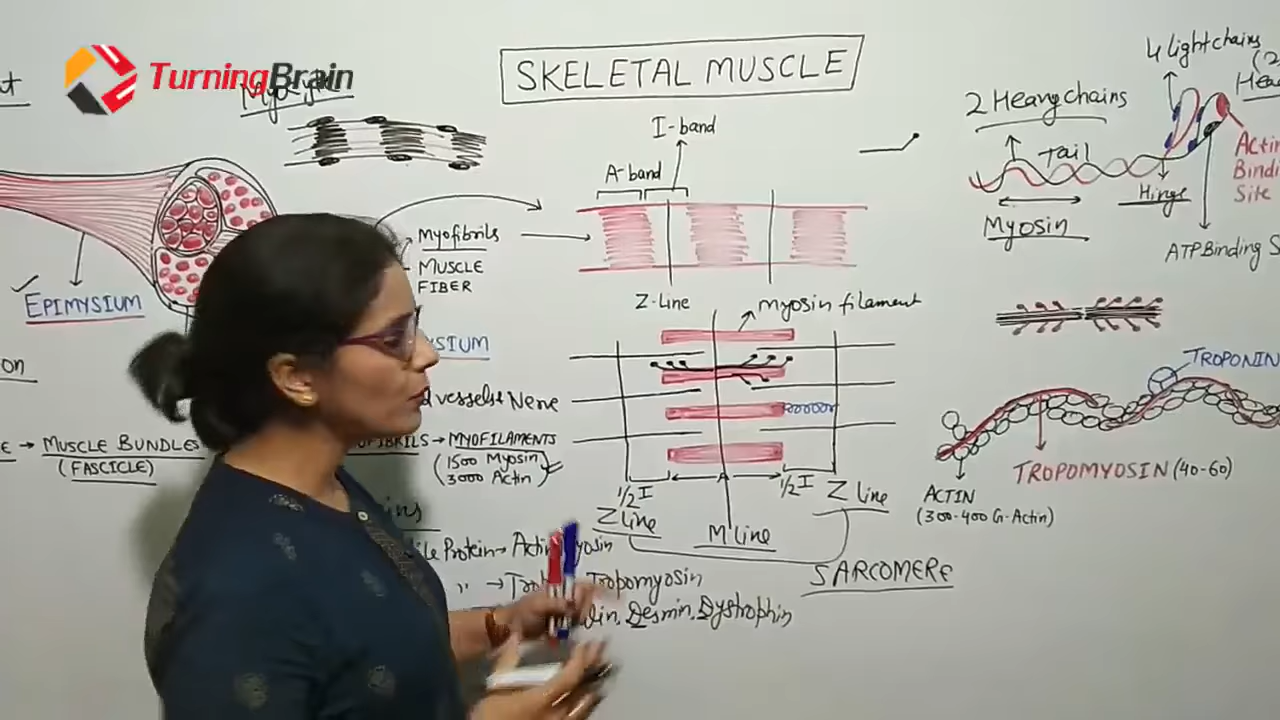 TurningBrain
SKELETAL MUSCLE
I-band
A-band
Z-Line
Myofibrils
MUSCLE
FIBER
EPIMYSIUM
MUSCLE BUNDLES
(FASCICLE)
Nerve
→ MYOFILAMENTS
(1500 Myosin
3000 Actin)
Protein →
Tropomyosin
Desmin, Dystrophin
myosin filament
1/2 I
A
1/2 I
Z line
M line
Z line
SARCOMERE
4 Light chains
2 Heavy chains
Tail
Hinge
Myosin
Site
ATP Binding
TROPONIN
TROPOMYOSIN (40-60)
ACTIN
(300-400 G-Actin)